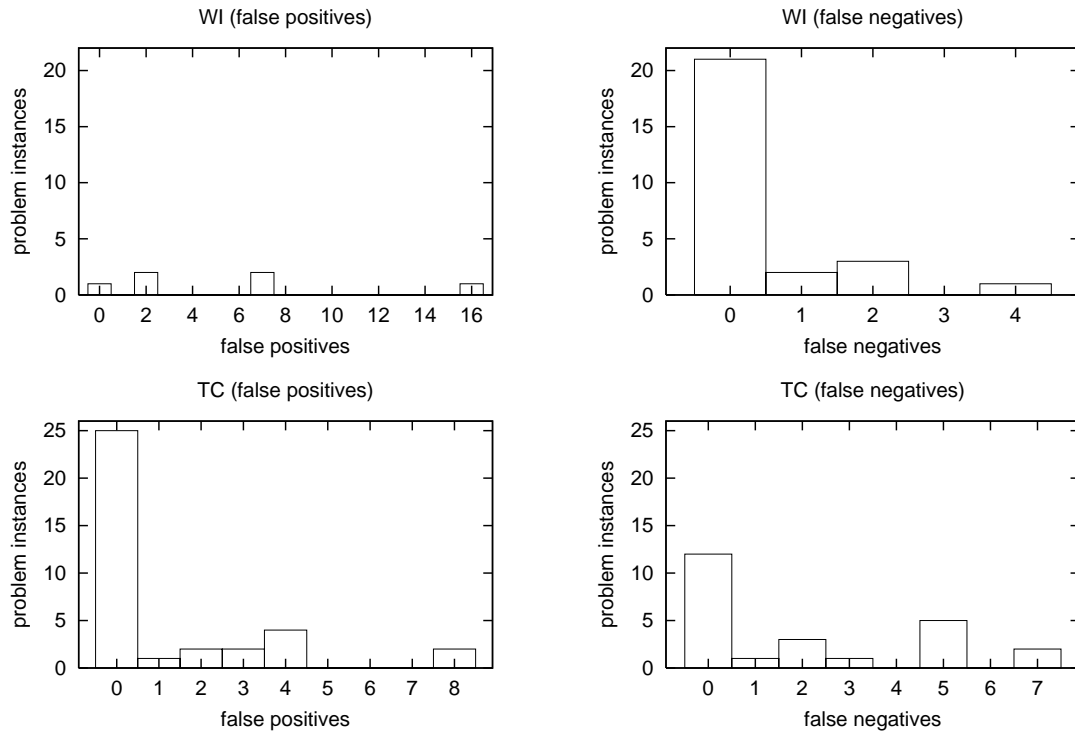 WI (false positives)
20
15
10
5
0
problem instances
0 2 4 6 8 10 12 14 16
false positives
WI (false negatives)
20
15
10
5
0
problem instances
0 1 2 3 4
false negatives
TC (false positives)
25
20
15
10
5
0
problem instances
0 1 2 3 4 5 6 7 8
false positives
TC (false negatives)
25
20
15
10
5
0
problem instances
0 1 2 3 4 5 6 7
false negatives